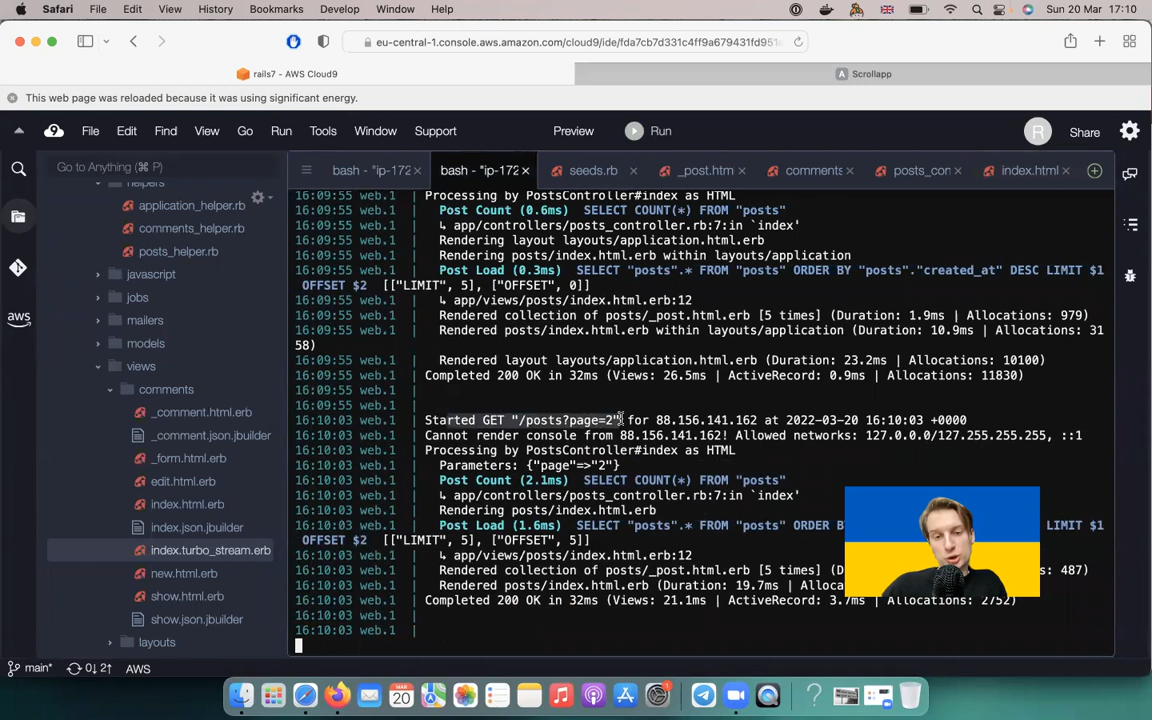 Safari File Edit View History Bookmarks Develop Window Help Sun 20 Mar 17:10
eu-central-1.console.aws.amazon.com/cloud9/ide/fda7cb7d331c4ff9a679431fd951
rails7 - AWS Cloud9 Scrollapp
This web page was reloaded because it was using significant energy.
9 File Edit Find View Go Run Tools Window Support Preview Run R Share
Go to Anything (⌘ P) bash - "ip-172 × bash - "ip-172 × seeds.rb × _post.htm × comments × posts_con × index.html ×
helpers
application_helper.rb
comments_helper.rb
posts_helper.rb
javascript
jobs
mailers
models
views
comments
_comment.html.erb
_comment.json.jbuilder
_form.html.erb
edit.html.erb
index.html.erb
index.json.jbuilder
index.turbo_stream.erb
new.html.erb
show.html.erb
show.json.jbuilder
layouts
16:09:55 web.1 | Processing by PostsController#index as HTML
16:09:55 web.1 | Post Count (0.6ms) SELECT COUNT(*) FROM "posts"
16:09:55 web.1 | ↳ app/controllers/posts_controller.rb:7:in `index'
16:09:55 web.1 | Rendering layout layouts/application.html.erb
16:09:55 web.1 | Rendering posts/index.html.erb within layouts/application
16:09:55 web.1 | Post Load (0.3ms) SELECT "posts".* FROM "posts" ORDER BY "posts"."created_at" DESC LIMIT $1
OFFSET $2 [["LIMIT", 5], ["OFFSET", 0]]
16:09:55 web.1 | ↳ app/views/posts/index.html.erb:12
16:09:55 web.1 | Rendered collection of posts/_post.html.erb [5 times] (Duration: 1.9ms | Allocations: 979)
16:09:55 web.1 | Rendered posts/index.html.erb within layouts/application (Duration: 10.9ms | Allocations: 31
58)
16:09:55 web.1 | Rendered layout layouts/application.html.erb (Duration: 23.2ms | Allocations: 10100)
16:09:55 web.1 | Completed 200 OK in 32ms (Views: 26.5ms | ActiveRecord: 0.9ms | Allocations: 11830)
16:09:55 web.1 |
16:09:55 web.1 |
16:10:03 web.1 | Started GET "/posts?page=2" for 88.156.141.162 at 2022-03-20 16:10:03 +0000
16:10:03 web.1 | Cannot render console from 88.156.141.162! Allowed networks: 127.0.0.0/127.255.255.255, ::1
16:10:03 web.1 | Processing by PostsController#index as HTML
16:10:03 web.1 | Parameters: {"page"=>"2"}
16:10:03 web.1 | Post Count (2.1ms) SELECT COUNT(*) FROM "posts"
16:10:03 web.1 | ↳ app/controllers/posts_controller.rb:7:in `index'
16:10:03 web.1 | Rendering posts/index.html.erb
16:10:03 web.1 | Post Load (1.6ms) SELECT "posts".* FROM "posts" ORDER LIMIT $1
OFFSET $2 [["LIMIT", 5], ["OFFSET", 5]]
16:10:03 web.1 | ↳ app/views/posts/index.html.erb:12
16:10:03 web.1 | Rendered collection of posts/_post.html.erb [5 times] (Duratio s: 487)
16:10:03 web.1 | Rendered posts/index.html.erb (Duration: 19.7ms | Alloca
16:10:03 web.1 | Completed 200 OK in 32ms (Views: 21.1ms | ActiveRecord: 3.7ms | Allocations: 2752)
16:10:03 web.1 |
16:10:03 web.1 |
main* 0↓ 2↑ AWS
aws
MAR 20 1